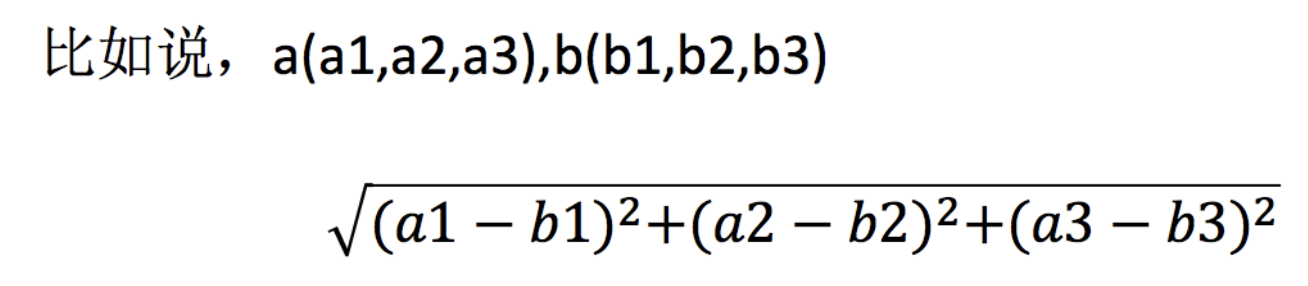 比如说，a(a1,a2,a3),b(b1,b2,b3)
√(a1 − b1)²+(a2 − b2)²+(a3 − b3)²